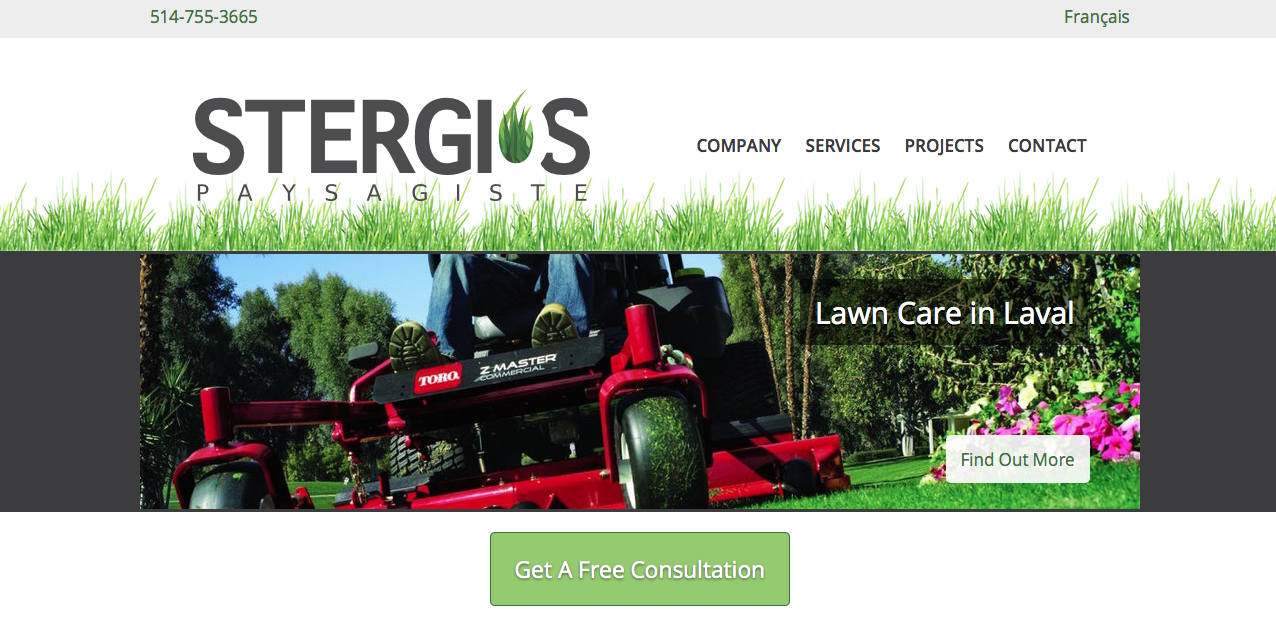 514-755-3665
Français
STERGIOS
PAYSAGISTE
COMPANY SERVICES PROJECTS CONTACT
Lawn Care in Laval
TORO
Z MASTER
COMMERCIAL
Find Out More
Get A Free Consultation